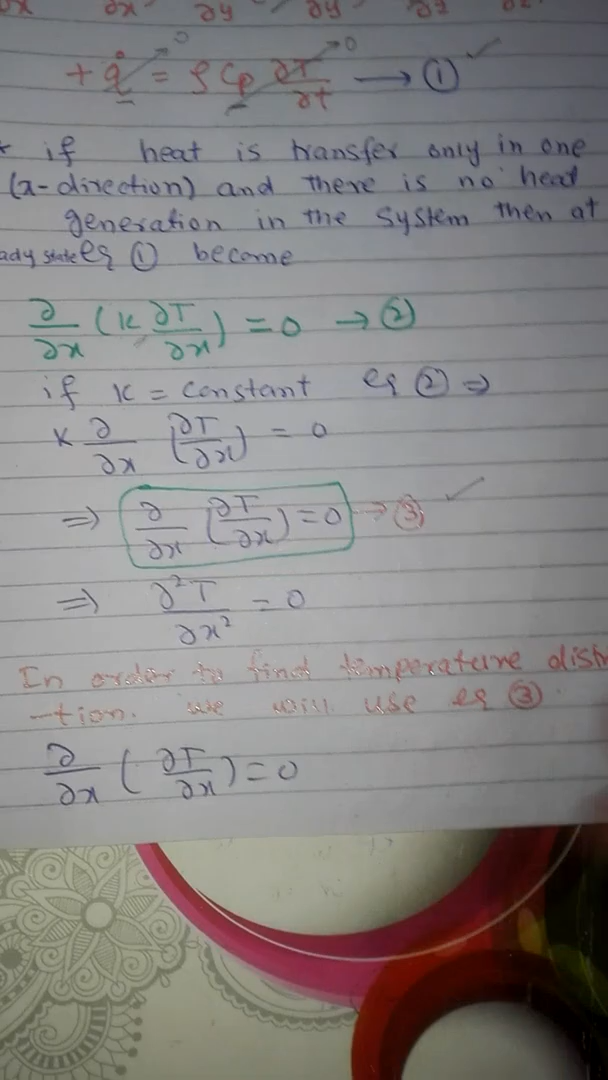 ∂x ∂y ∂y ∂z
+ q̇ = ρ Cp ∂T/∂t → ①
0 0
if heat is transfer only in one
(x-direction) and there is no heat
generation in the system then at
ady state eq ① become
∂/∂x (K ∂T/∂x) = 0 → ②
if K = constant eq ② ⇒
K ∂/∂x (∂T/∂x) = 0
⇒ ∂/∂x (∂T/∂x) = 0 → ③
⇒ ∂²T/∂x² = 0
In order to find temperature distri
-tion. we will use eq ③.
∂/∂x (∂T/∂x) = 0